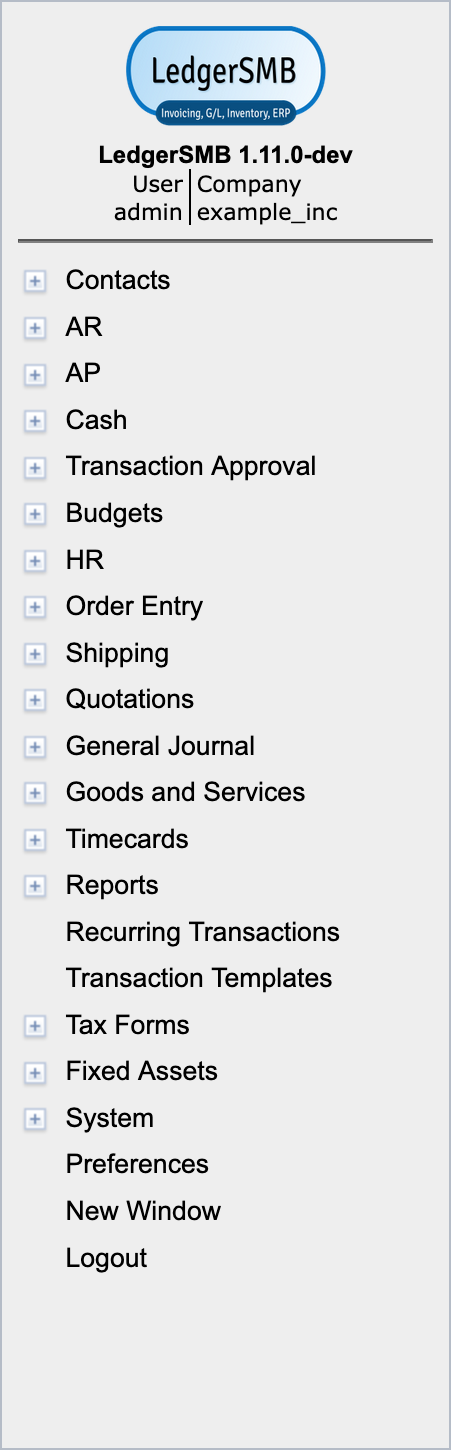 LedgerSMB
Invoicing, G/L, Inventory, ERP
LedgerSMB 1.11.0-dev
User Company
admin example_inc
Contacts
AR
AP
Cash
Transaction Approval
Budgets
HR
Order Entry
Shipping
Quotations
General Journal
Goods and Services
Timecards
Reports
Recurring Transactions
Transaction Templates
Tax Forms
Fixed Assets
System
Preferences
New Window
Logout